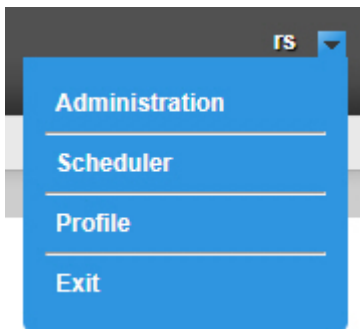 rs
Administration
Scheduler
Profile
Exit